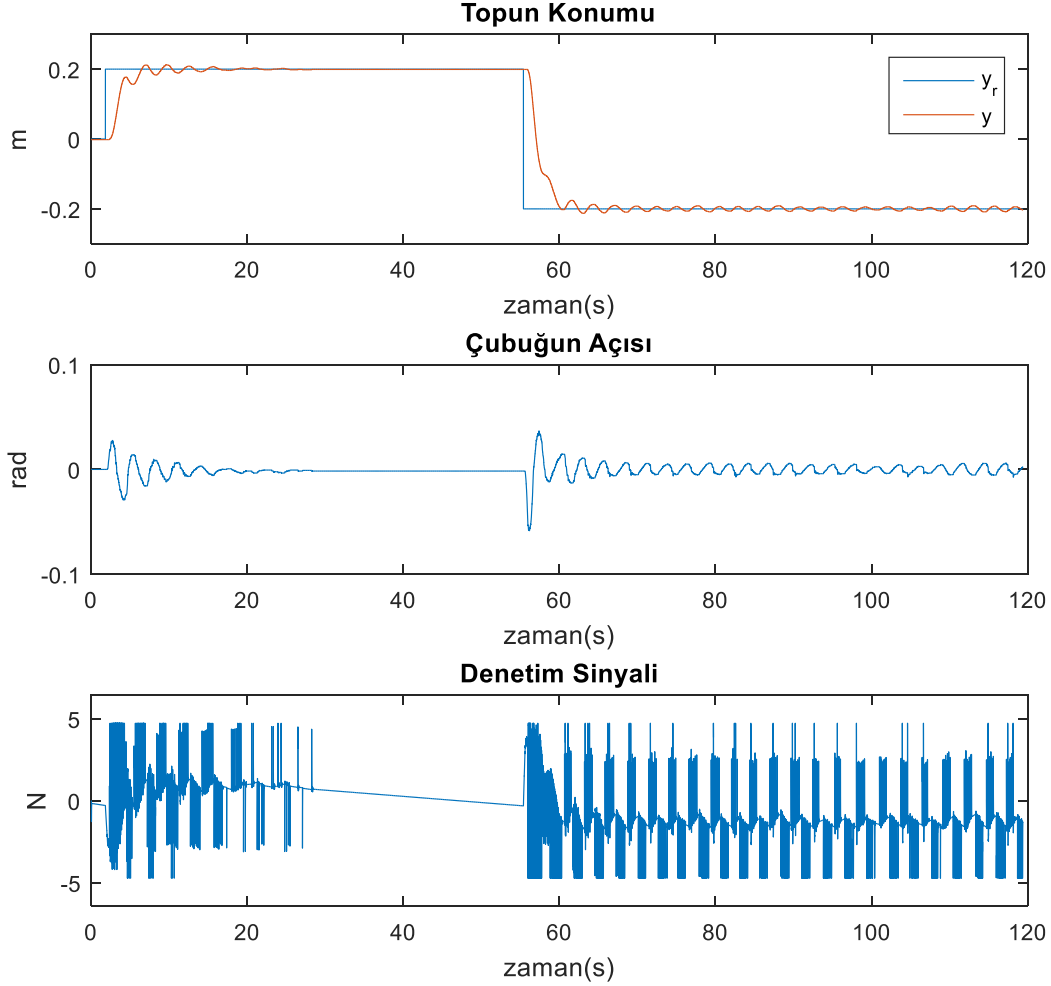 Topun Konumu
0.2
0
-0.2
m
y_r
y
0 20 40 60 80 100 120
zaman(s)
Çubuğun Açısı
0.1
0
-0.1
rad
0 20 40 60 80 100 120
zaman(s)
Denetim Sinyali
5
0
-5
N
0 20 40 60 80 100 120
zaman(s)